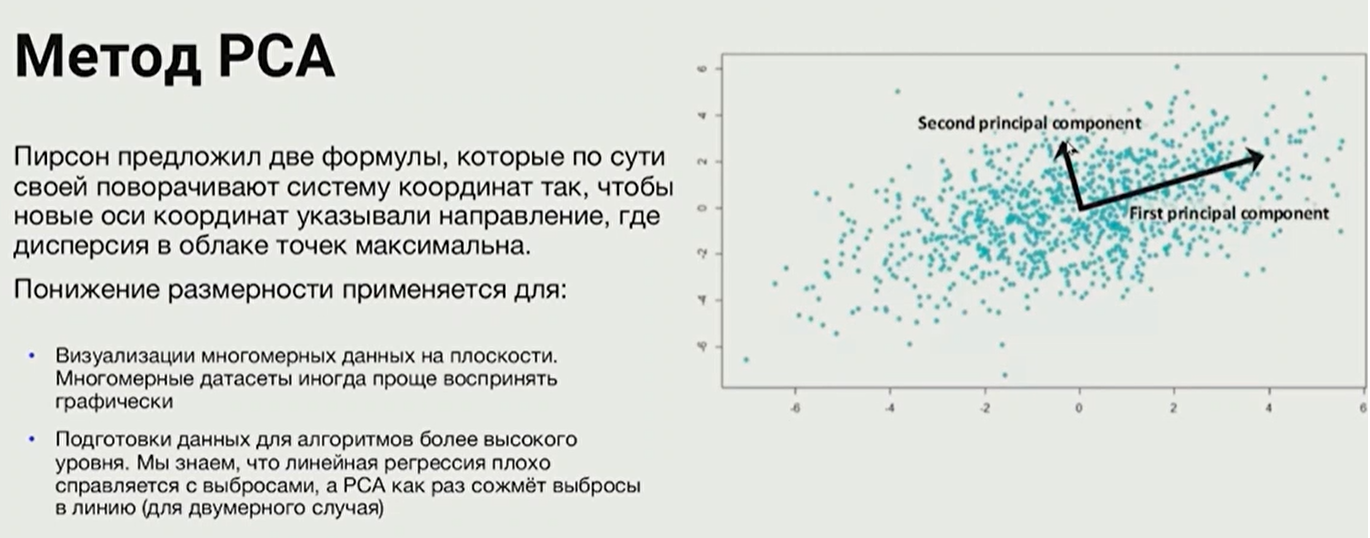 Метод PCA
Пирсон предложил две формулы, которые по сути
своей поворачивают систему координат так, чтобы
новые оси координат указывали направление, где
дисперсия в облаке точек максимальна.
Понижение размерности применяется для:
• Визуализации многомерных данных на плоскости.
Многомерные датасеты иногда проще воспринять
графически
• Подготовки данных для алгоритмов более высокого
уровня. Мы знаем, что линейная регрессия плохо
справляется с выбросами, а PCA как раз сожмёт выбросы
в линию (для двумерного случая)
Second principal component
First principal component
6
4
2
0
-2
-4
-6
-6 -4 -2 0 2 4 6